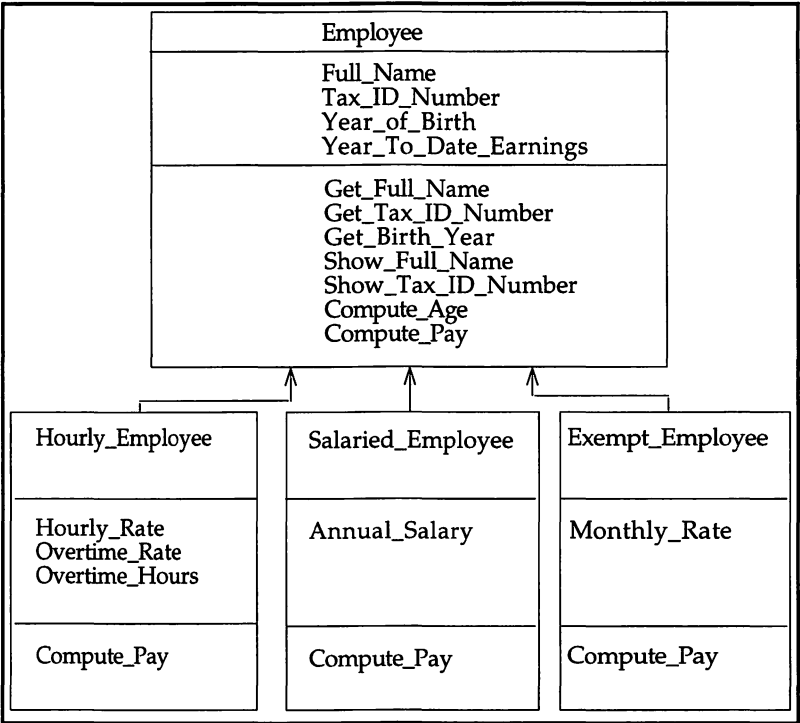 Employee
Full_Name
Tax_ID_Number
Year_of_Birth
Year_To_Date_Earnings
Get_Full_Name
Get_Tax_ID_Number
Get_Birth_Year
Show_Full_Name
Show_Tax_ID_Number
Compute_Age
Compute_Pay
Hourly_Employee
Hourly_Rate
Overtime_Rate
Overtime_Hours
Compute_Pay
Salaried_Employee
Annual_Salary
Compute_Pay
Exempt_Employee
Monthly_Rate
Compute_Pay